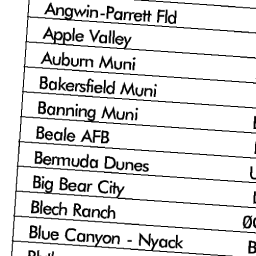 Angwin-Parrett Fld
Apple Valley
Auburn Muni
Bakersfield Muni
Banning Muni
Beale AFB
Bermuda Dunes
Big Bear City
Blech Ranch
Blue Canyon - Nyack